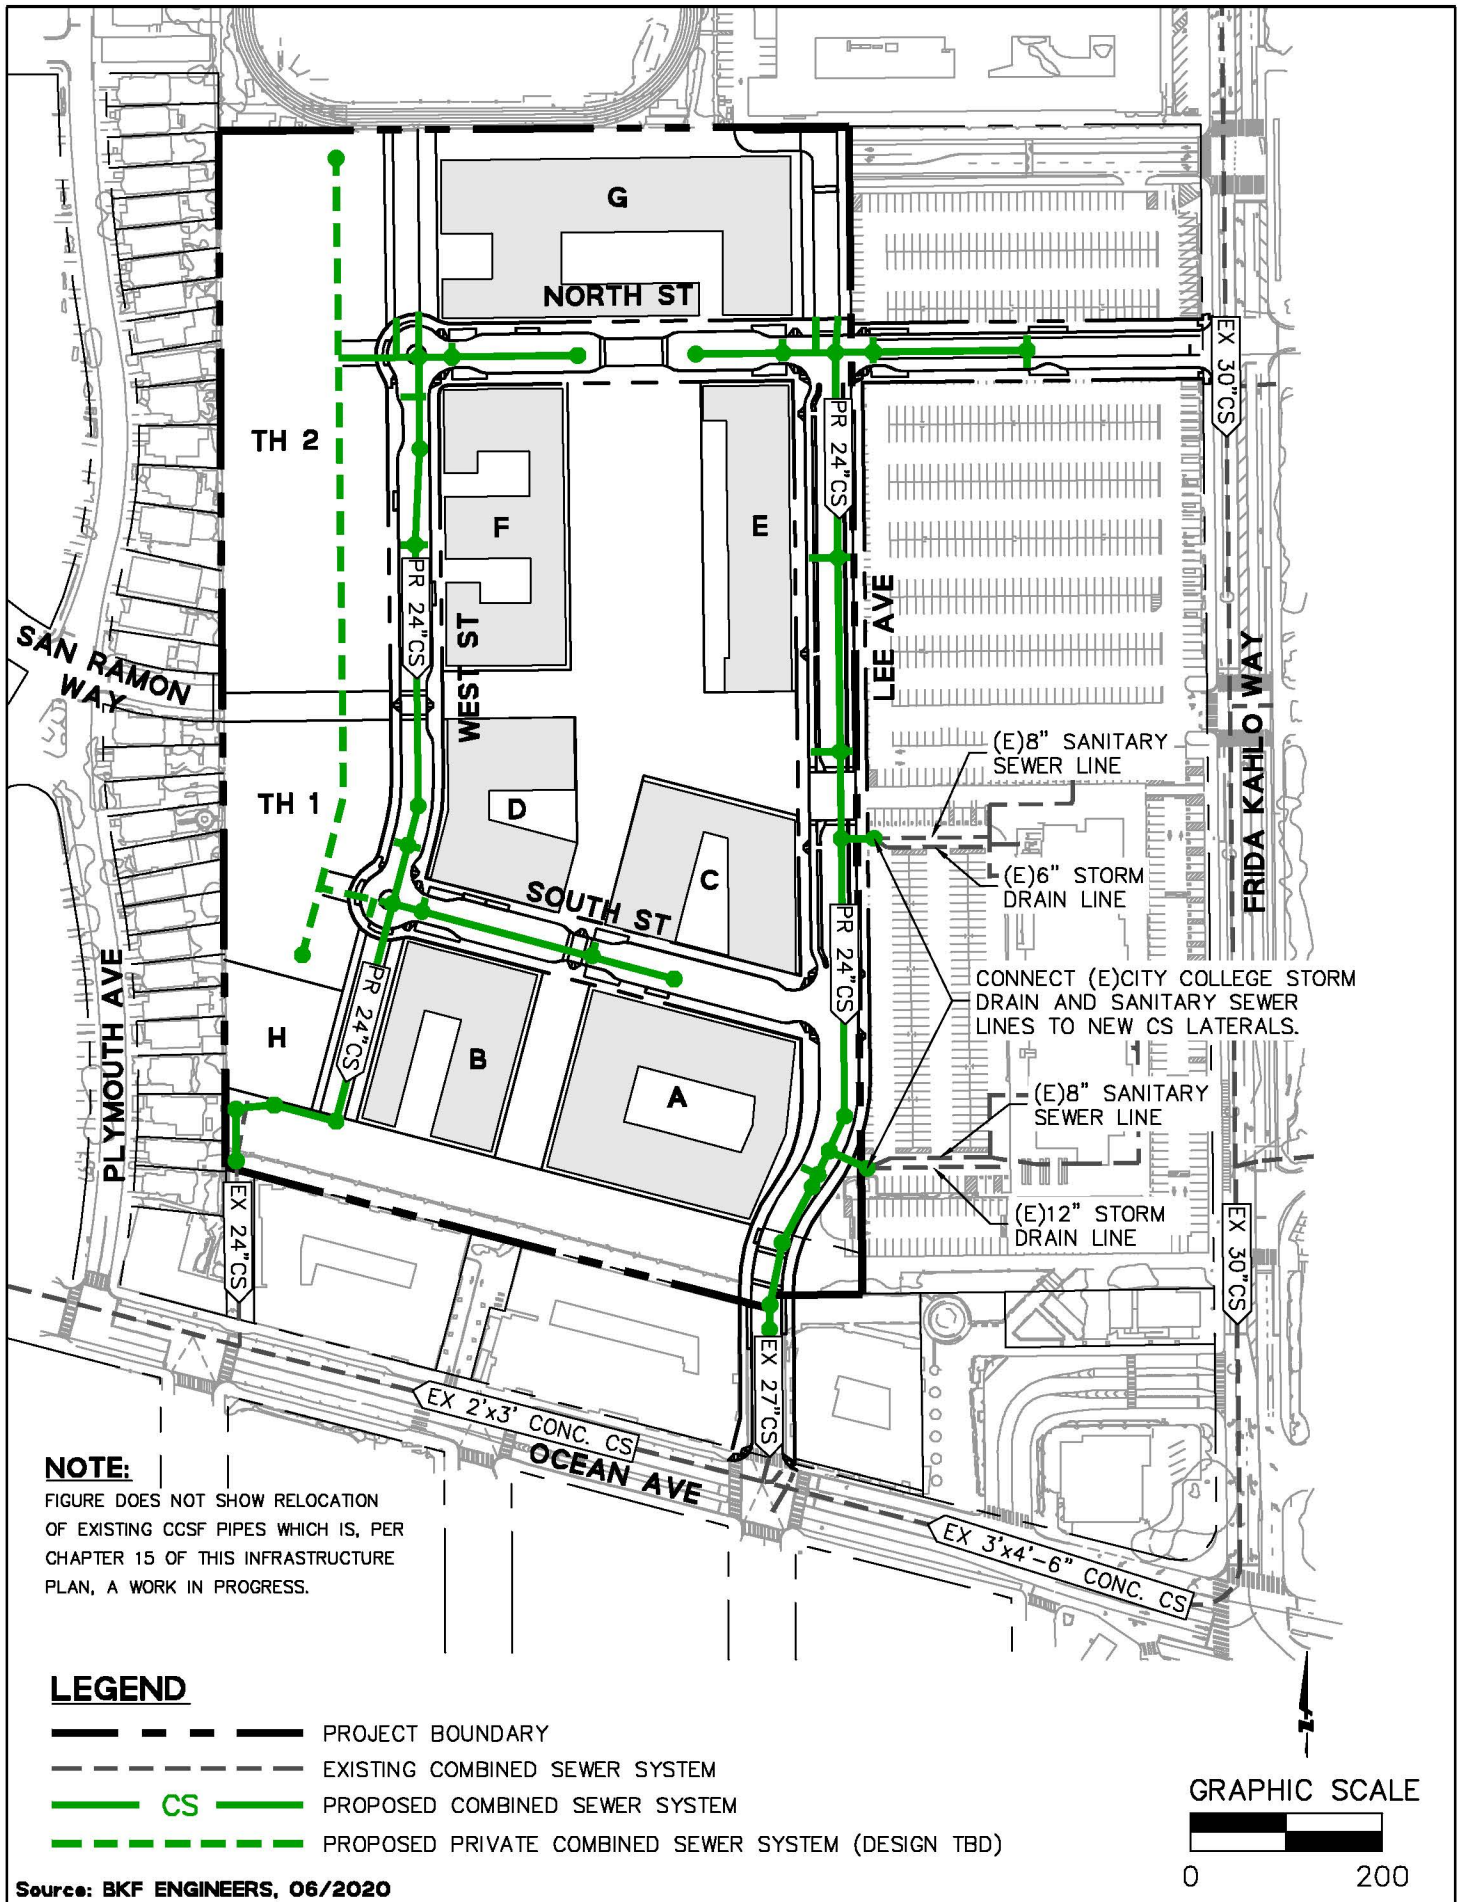 G
NORTH ST
EX 30"CS
TH 2
PR 24"CS
F
E
PR 24"CS
WEST ST
LEE AVE
SAN RAMON
WAY
FRIDA KAHLO WAY
(E)8" SANITARY
SEWER LINE
TH 1
D
C
(E)6" STORM
DRAIN LINE
SOUTH ST
PR 24"CS
PLYMOUTH AVE
CONNECT (E)CITY COLLEGE STORM
DRAIN AND SANITARY SEWER
LINES TO NEW CS LATERALS.
H
PR 24"CS
B
A
(E)8" SANITARY
SEWER LINE
(E)12" STORM
DRAIN LINE
EX 24"CS
EX 30"CS
EX 27"CS
EX 2'x3' CONC. CS
OCEAN AVE
EX 3'x4'-6" CONC. CS
NOTE:
FIGURE DOES NOT SHOW RELOCATION
OF EXISTING CCSF PIPES WHICH IS, PER
CHAPTER 15 OF THIS INFRASTRUCTURE
PLAN, A WORK IN PROGRESS.
LEGEND
PROJECT BOUNDARY
EXISTING COMBINED SEWER SYSTEM
CS PROPOSED COMBINED SEWER SYSTEM
PROPOSED PRIVATE COMBINED SEWER SYSTEM (DESIGN TBD)
Z
GRAPHIC SCALE
0 200
Source: BKF ENGINEERS, 06/2020